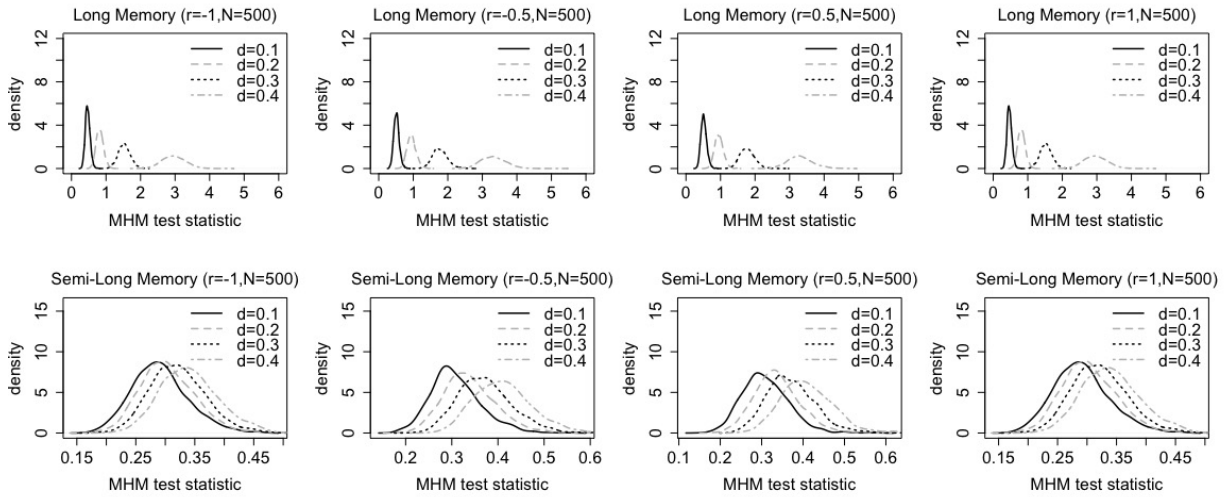 Long Memory (r=-1,N=500)
density
12
8
4
0
d=0.1
d=0.2
d=0.3
d=0.4
0 1 2 3 4 5 6
MHM test statistic
Long Memory (r=-0.5,N=500)
density
12
8
4
0
d=0.1
d=0.2
d=0.3
d=0.4
0 1 2 3 4 5 6
MHM test statistic
Long Memory (r=0.5,N=500)
density
12
8
4
0
d=0.1
d=0.2
d=0.3
d=0.4
0 1 2 3 4 5 6
MHM test statistic
Long Memory (r=1,N=500)
density
12
8
4
0
d=0.1
d=0.2
d=0.3
d=0.4
0 1 2 3 4 5 6
MHM test statistic
Semi-Long Memory (r=-1,N=500)
density
15
10
5
0
d=0.1
d=0.2
d=0.3
d=0.4
0.15 0.25 0.35 0.45
MHM test statistic
Semi-Long Memory (r=-0.5,N=500)
density
15
10
5
0
d=0.1
d=0.2
d=0.3
d=0.4
0.2 0.3 0.4 0.5 0.6
MHM test statistic
Semi-Long Memory (r=0.5,N=500)
density
15
10
5
0
d=0.1
d=0.2
d=0.3
d=0.4
0.1 0.2 0.3 0.4 0.5 0.6
MHM test statistic
Semi-Long Memory (r=1,N=500)
density
15
10
5
0
d=0.1
d=0.2
d=0.3
d=0.4
0.15 0.25 0.35 0.45
MHM test statistic